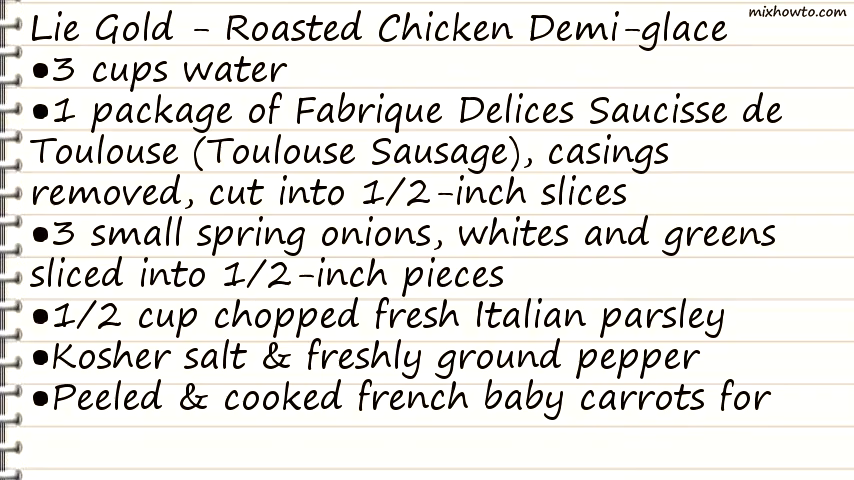 mixhowto.com
Lie Gold - Roasted Chicken Demi-glace
•3 cups water
•1 package of Fabrique Delices Saucisse de
Toulouse (Toulouse Sausage), casings
removed, cut into 1/2-inch slices
•3 small spring onions, whites and greens
sliced into 1/2-inch pieces
•1/2 cup chopped fresh Italian parsley
•Kosher salt & freshly ground pepper
•Peeled & cooked french baby carrots for